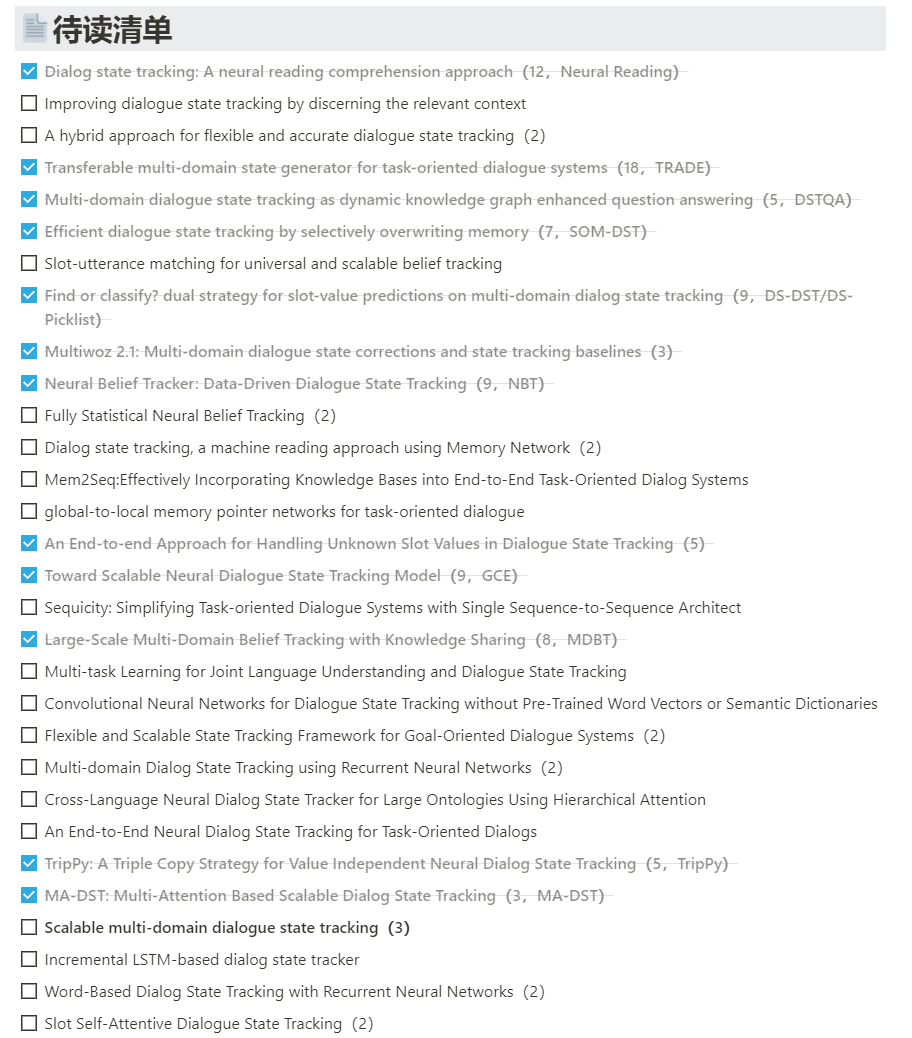 待读清单
Dialog state tracking: A neural reading comprehension approach（12，Neural Reading）
Improving dialogue state tracking by discerning the relevant context
A hybrid approach for flexible and accurate dialogue state tracking（2）
Transferable multi-domain state generator for task-oriented dialogue systems（18，TRADE）
Multi-domain dialogue state tracking as dynamic knowledge graph enhanced question answering（5，DSTQA）
Efficient dialogue state tracking by selectively overwriting memory（7，SOM-DST）
Slot-utterance matching for universal and scalable belief tracking
Find or classify? dual strategy for slot-value predictions on multi-domain dialog state tracking（9，DS-DST/DS-
Picklist）
Multiwoz 2.1: Multi-domain dialogue state corrections and state tracking baselines（3）
Neural Belief Tracker: Data-Driven Dialogue State Tracking（9，NBT）
Fully Statistical Neural Belief Tracking（2）
Dialog state tracking, a machine reading approach using Memory Network（2）
Mem2Seq:Effectively Incorporating Knowledge Bases into End-to-End Task-Oriented Dialog Systems
global-to-local memory pointer networks for task-oriented dialogue
An End-to-end Approach for Handling Unknown Slot Values in Dialogue State Tracking（5）
Toward Scalable Neural Dialogue State Tracking Model（9，GCE）
Sequicity: Simplifying Task-oriented Dialogue Systems with Single Sequence-to-Sequence Architect
Large-Scale Multi-Domain Belief Tracking with Knowledge Sharing（8，MDBT）
Multi-task Learning for Joint Language Understanding and Dialogue State Tracking
Convolutional Neural Networks for Dialogue State Tracking without Pre-Trained Word Vectors or Semantic Dictionaries
Flexible and Scalable State Tracking Framework for Goal-Oriented Dialogue Systems（2）
Multi-domain Dialog State Tracking using Recurrent Neural Networks（2）
Cross-Language Neural Dialog State Tracker for Large Ontologies Using Hierarchical Attention
An End-to-End Neural Dialog State Tracking for Task-Oriented Dialogs
TripPy: A Triple Copy Strategy for Value Independent Neural Dialog State Tracking（5，TripPy）
MA-DST: Multi-Attention Based Scalable Dialog State Tracking（3，MA-DST）
Scalable multi-domain dialogue state tracking（3）
Incremental LSTM-based dialog state tracker
Word-Based Dialog State Tracking with Recurrent Neural Networks（2）
Slot Self-Attentive Dialogue State Tracking（2）